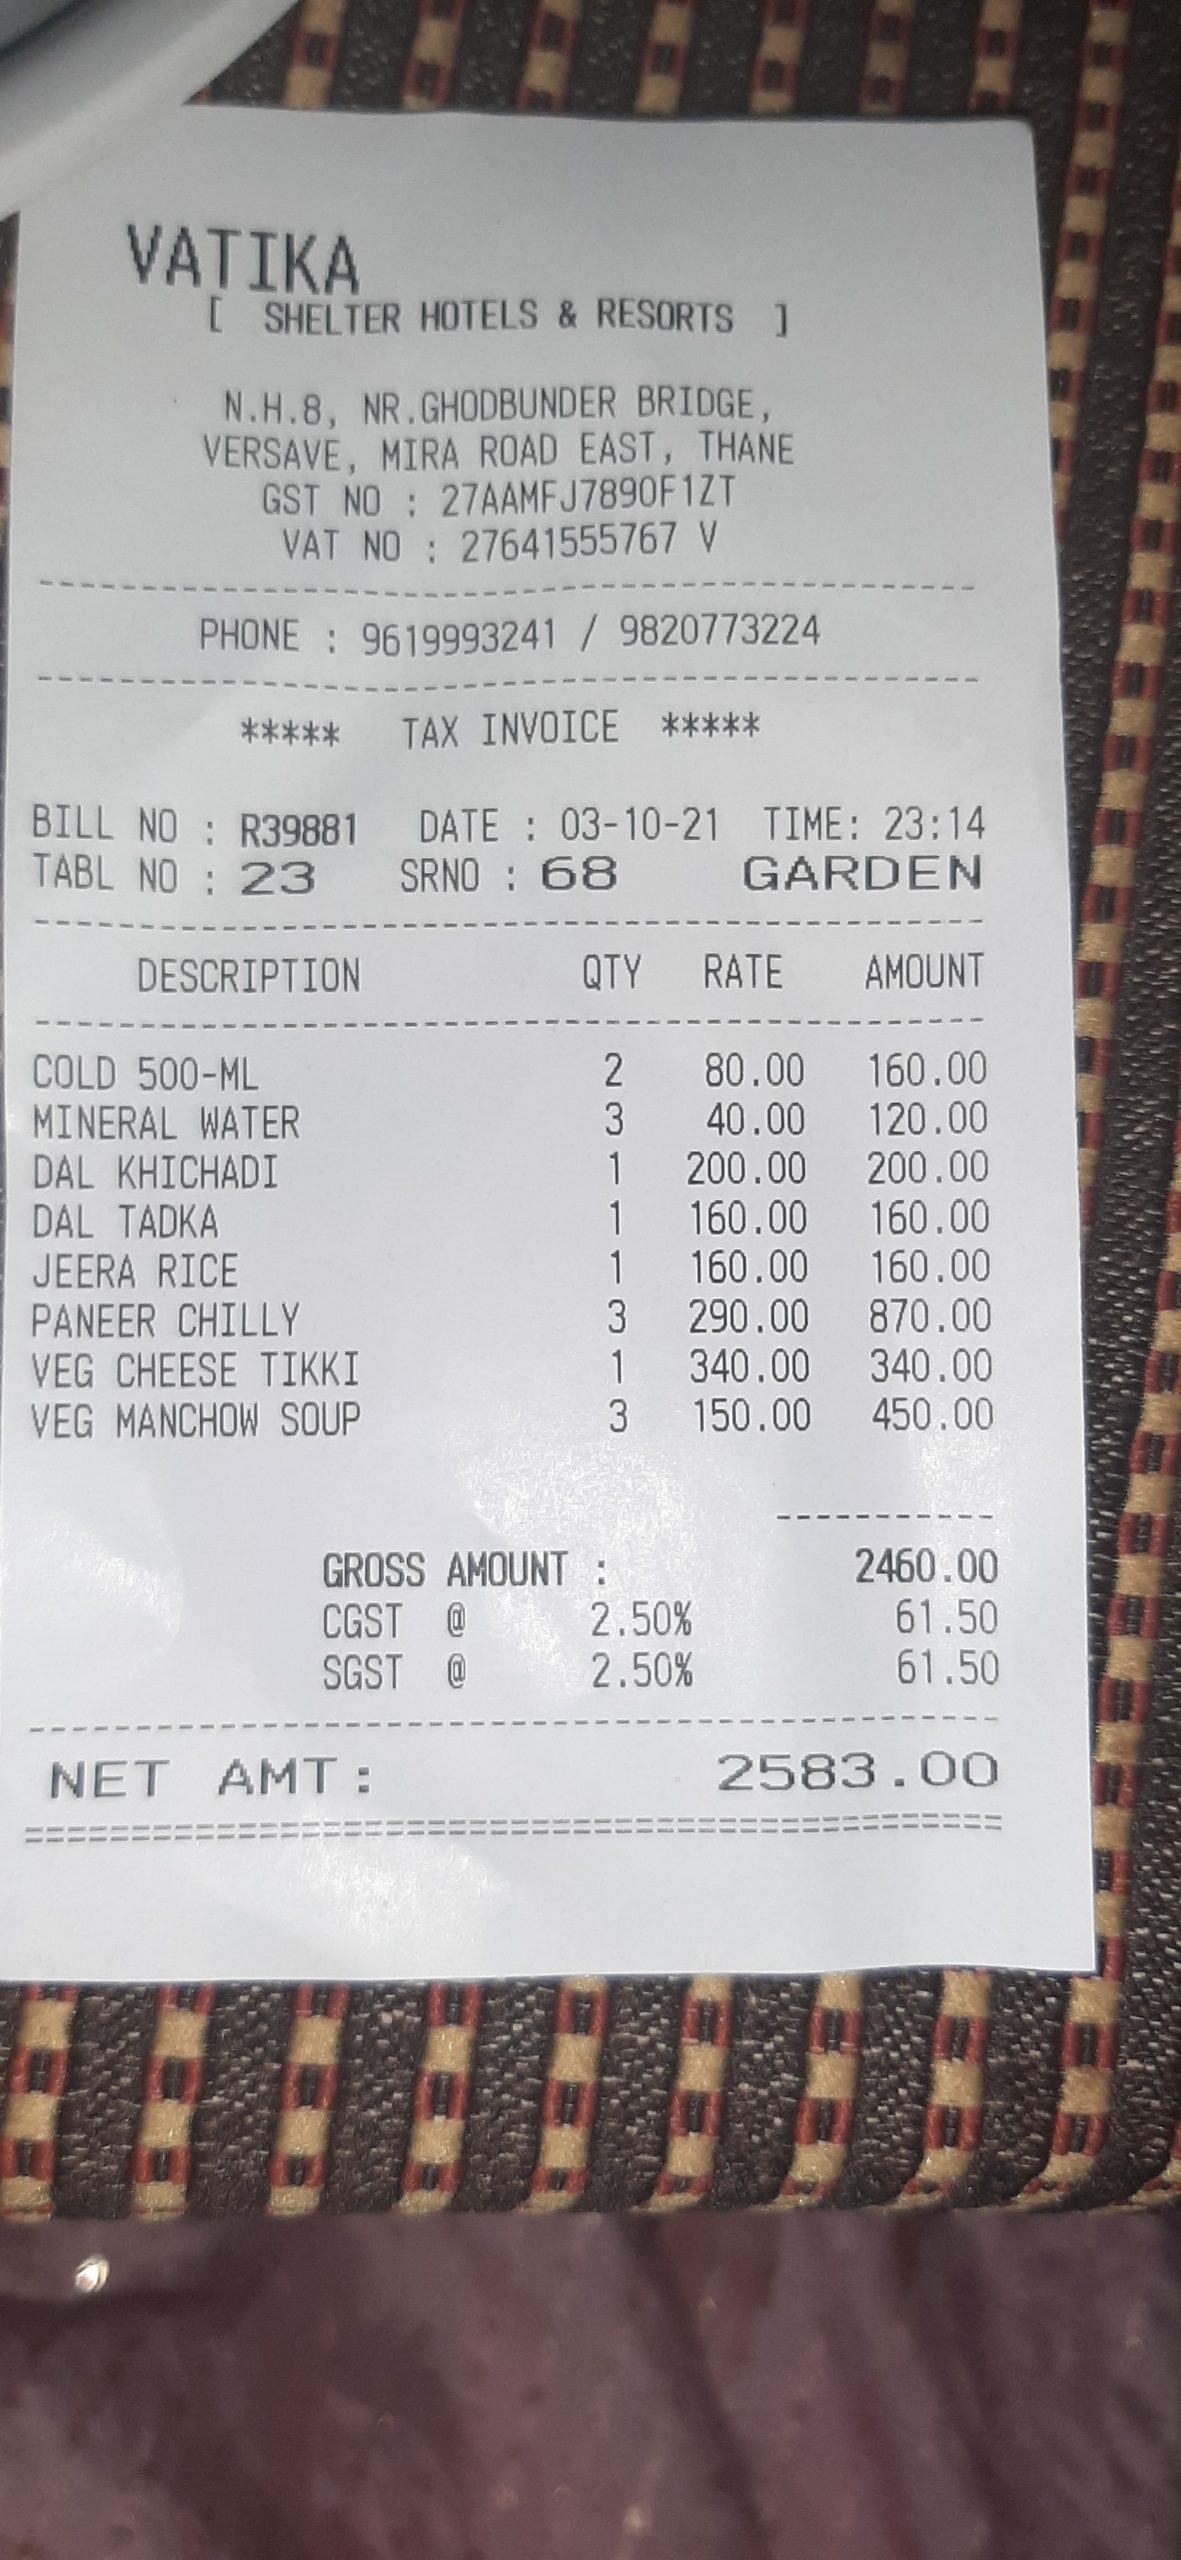 VATIKA
[ SHELTER HOTELS & RESORTS ]
N.H.8, NR.GHODBUNDER BRIDGE,
VERSAVE, MIRA ROAD EAST, THANE
GST NO : 27AAMFJ7890F1ZT
VAT NO : 27641555767 V
PHONE : 9619993241 / 9820773224
***** TAX INVOICE *****
BILL NO : R39881 DATE : 03-10-21 TIME: 23:14
TABL NO : 23 SRNO : 68 GARDEN
DESCRIPTION QTY RATE AMOUNT
COLD 500-ML 2 80.00 160.00
MINERAL WATER 3 40.00 120.00
DAL KHICHADI 1 200.00 200.00
DAL TADKA 1 160.00 160.00
JEERA RICE 1 160.00 160.00
PANEER CHILLY 3 290.00 870.00
VEG CHEESE TIKKI 1 340.00 340.00
VEG MANCHOW SOUP 3 150.00 450.00
GROSS AMOUNT : 2460.00
CGST @ 2.50% 61.50
SGST @ 2.50% 61.50
NET AMT: 2583.00